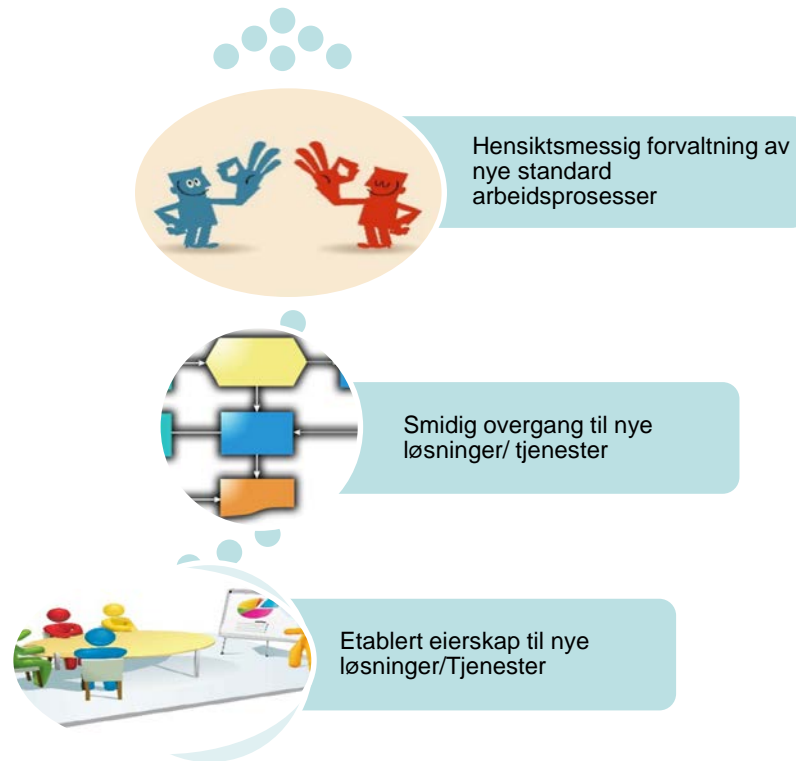 Hensiktsmessig forvaltning av
nye standard
arbeidsprosesser
Smidig overgang til nye
løsninger/ tjenester
Etablert eierskap til nye
løsninger/Tjenester